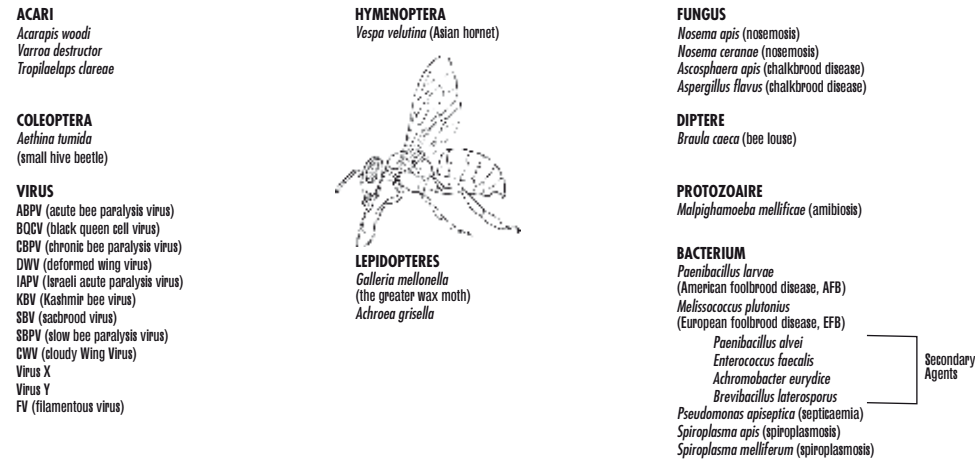 ACARI
Acarapis woodi
Varroa destructor
Tropilaelaps clareae
COLEOPTERA
Aethina tumida
(small hive beetle)
VIRUS
ABPV (acute bee paralysis virus)
BQCV (black queen cell virus)
CBPV (chronic bee paralysis virus)
DWV (deformed wing virus)
IAPV (Israeli acute paralysis virus)
KBV (Kashmir bee virus)
SBV (sacbrood virus)
SBPV (slow bee paralysis virus)
CWV (cloudy Wing Virus)
Virus X
Virus Y
FV (filamentous virus)
HYMENOPTERA
Vespa velutina (Asian hornet)
LEPIDOPTERES
Galleria mellonella
(the greater wax moth)
Achroea grisella
FUNGUS
Nosema apis (nosemosis)
Nosema ceranae (nosemosis)
Ascosphaera apis (chalkbrood disease)
Aspergillus flavus (chalkbrood disease)
DIPTERE
Braula caeca (bee louse)
PROTOZOAIRE
Malpighamoeba mellificae (amibiosis)
BACTERIUM
Paenibacillus larvae
(American foolbrood disease, AFB)
Melissococcus plutonius
(European foolbrood disease, EFB)
Paenibacillus alvei
Enterococcus faecalis
Achromobacter eurydice
Brevibacillus laterosporus
Secondary
Agents
Pseudomonas apiseptica (septicaemia)
Spiroplasma apis (spiroplasmosis)
Spiroplasma melliferum (spiroplasmosis)